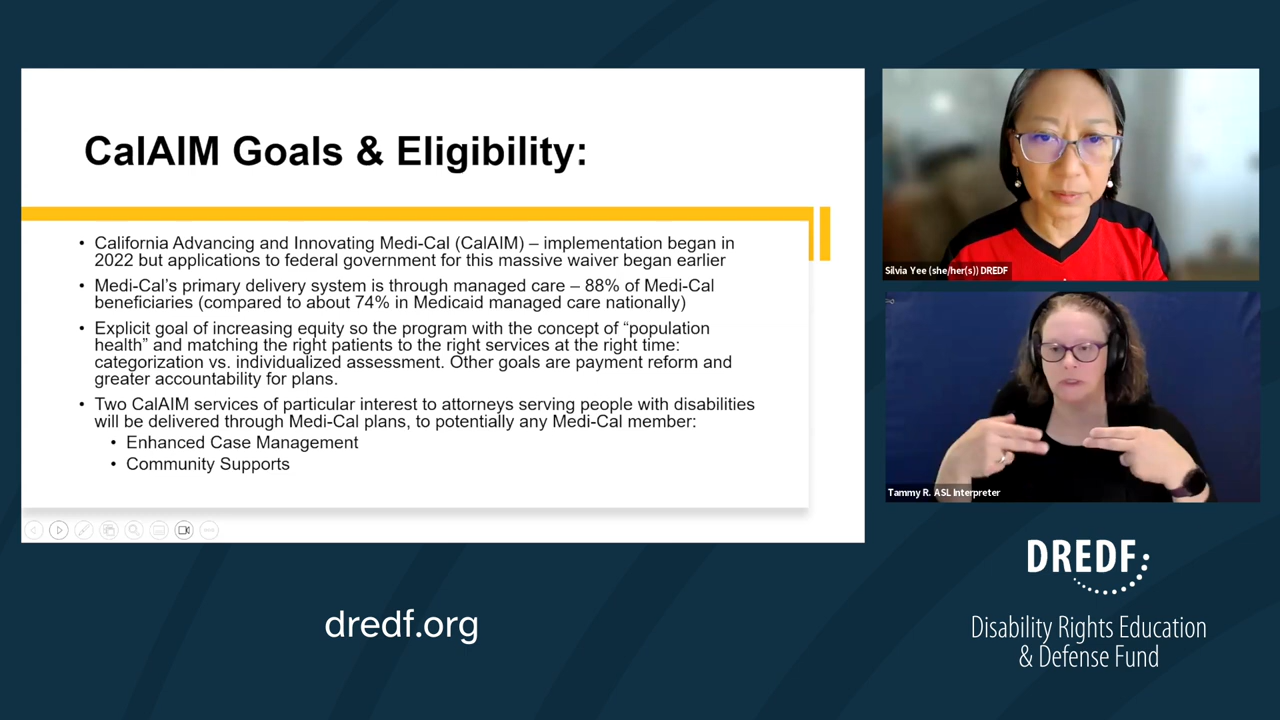 CalAIM Goals & Eligibility:
• California Advancing and Innovating Medi-Cal (CalAIM) – implementation began in
2022 but applications to federal government for this massive waiver began earlier
• Medi-Cal's primary delivery system is through managed care – 88% of Medi-Cal
beneficiaries (compared to about 74% in Medicaid managed care nationally)
• Explicit goal of increasing equity so the program with the concept of “population
health” and matching the right patients to the right services at the right time:
categorization vs. individualized assessment. Other goals are payment reform and
greater accountability for plans.
• Two CalAIM services of particular interest to attorneys serving people with disabilities
will be delivered through Medi-Cal plans, to potentially any Medi-Cal member:
• Enhanced Case Management
• Community Supports
Silvia Yee (she/her(s)) DREDF
Tammy R. ASL Interpreter
dredf.org
DREDF
Disability Rights Education
& Defense Fund